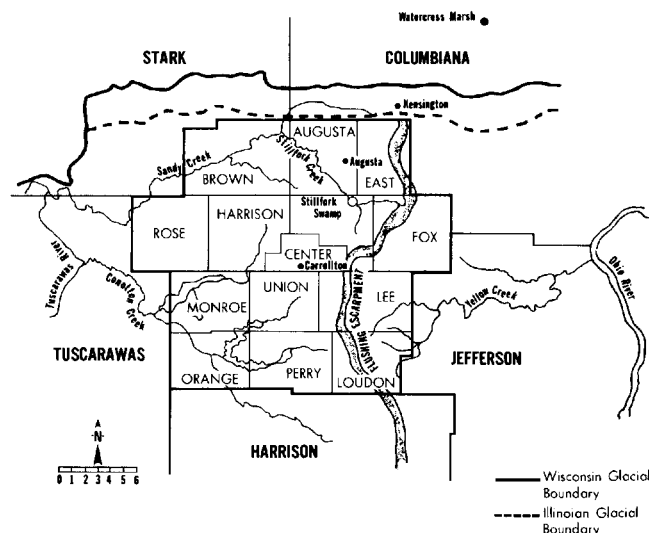 Watercress Marsh
STARK
COLUMBIANA
Kensington
AUGUSTA
Sandy Creek
Stillfork Creek
Augusta
BROWN
EAST
Stillfork
Swamp
HARRISON
ROSE
FOX
CENTER
Carrollton
Tuscarawas
River
Conotton
Creek
Ohio River
UNION
LEE
MONROE
FLUSHING ESCARPMENT
Yellow Creek
TUSCARAWAS
JEFFERSON
ORANGE
PERRY
LOUDON
N
HARRISON
0 1 2 3 4 5 6
Wisconsin Glacial
Boundary
Illinoian Glacial
Boundary